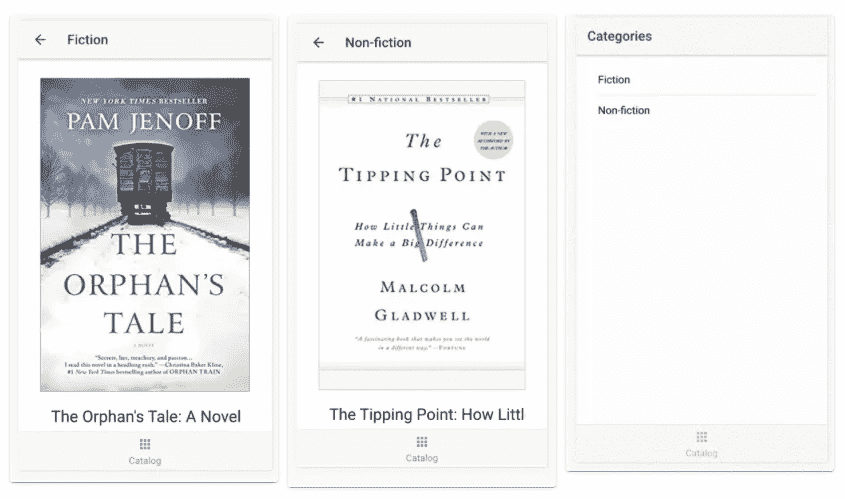 Fiction
NEW YORK TIMES BESTSELLER
PAM JENOFF
THE
ORPHAN'S
TALE
A NOVEL
"Secrets, lies, treachery, and passion…
I read this novel in a headlong rush." —Christina Baker Kline,
#1 New York Times bestselling author of ORPHAN TRAIN
The Orphan's Tale: A Novel
Catalog
Non-fiction
#1 NATIONAL BESTSELLER
WITH A NEW
AFTERWORD BY
THE AUTHOR
The
TIPPING POINT
How Little Things Can
Make a Big Difference
MALCOLM
GLADWELL
"A fascinating book that makes you see the world
in a different way." —FORTUNE
The Tipping Point: How Littl
Catalog
Categories
Fiction
Non-fiction
Catalog